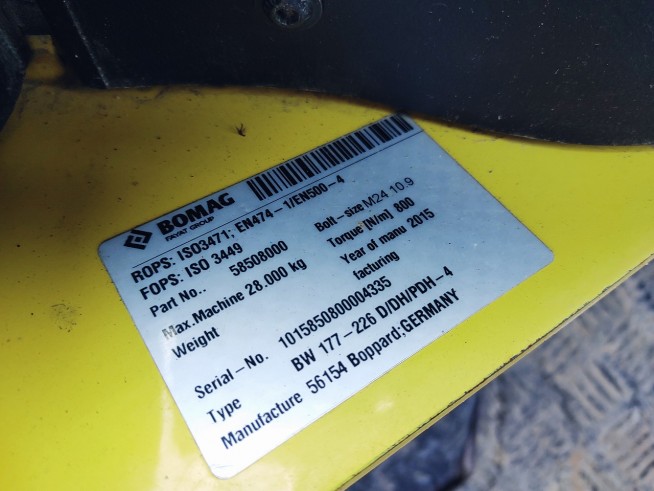 BOMAG
FAYAT GROUP
ROPS: ISO3471; EN474-1/EN500-4
FOPS: ISO 3449
Part No.. 58508000
Bolt-size M24 10.9
Max.Machine 28.000 kg
Weight
Torque [N/m] 800
Year of manu 2015
facturing
Serial-No. 101585080004335
Type BW 177-226 D/DH/PDH-4
Manufacture 56154 Boppard;GERMANY